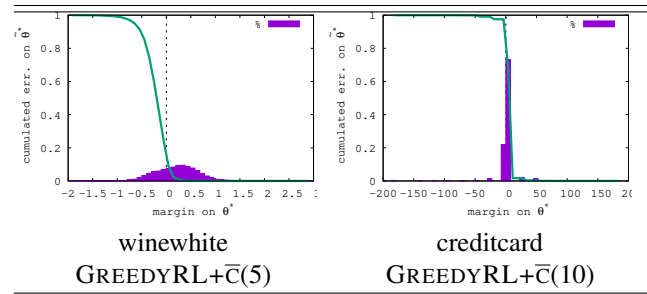 %
cumulated err. on θ̃*
1
0.8
0.6
0.4
0.2
0
-2 -1.5 -1 -0.5 0 0.5 1 1.5 2 2.5 3
margin on θ*
winewhite
GREEDYRL+C̅(5)
%
cumulated err. on θ̃*
1
0.8
0.6
0.4
0.2
0
-200 -150 -100 -50 0 50 100 150 20
margin on θ*
creditcard
GREEDYRL+C̅(10)